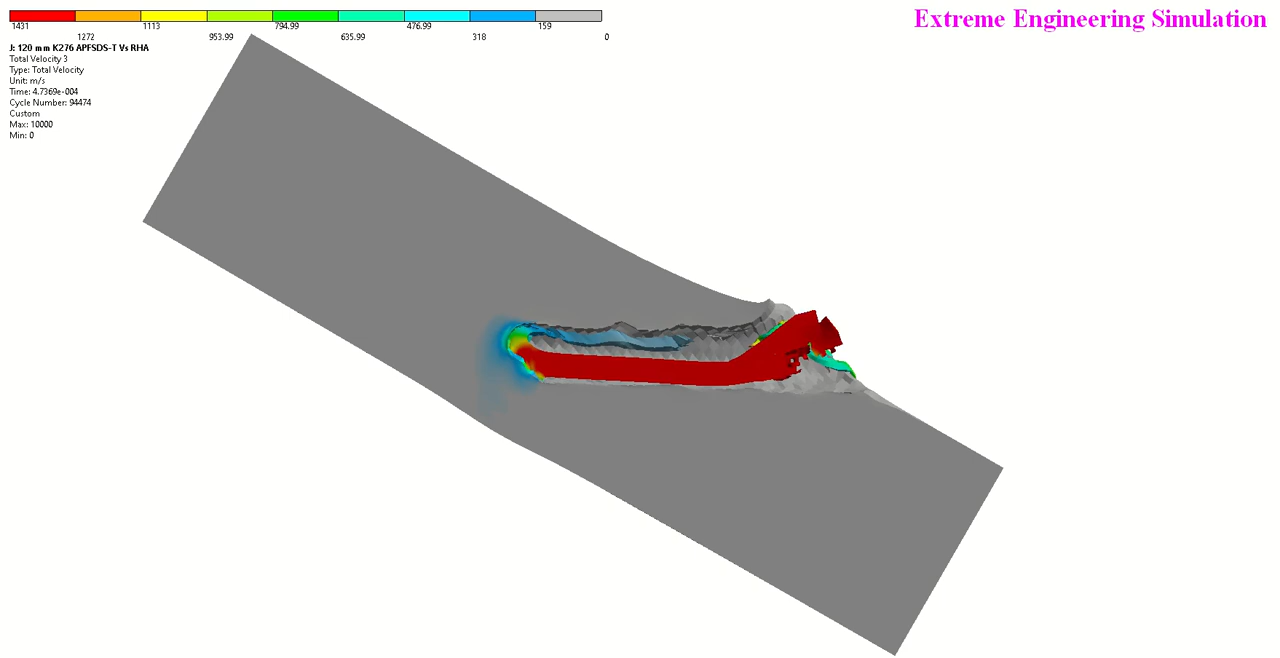 Extreme Engineering Simulation
1431 1113 794.99 476.99 159
1272 953.99 635.99 318 0
J: 120 mm K276 APFSDS-T Vs RHA
Total Velocity 3
Type: Total Velocity
Unit: m/s
Time: 4.7369e-004
Cycle Number: 94474
Custom
Max: 10000
Min: 0